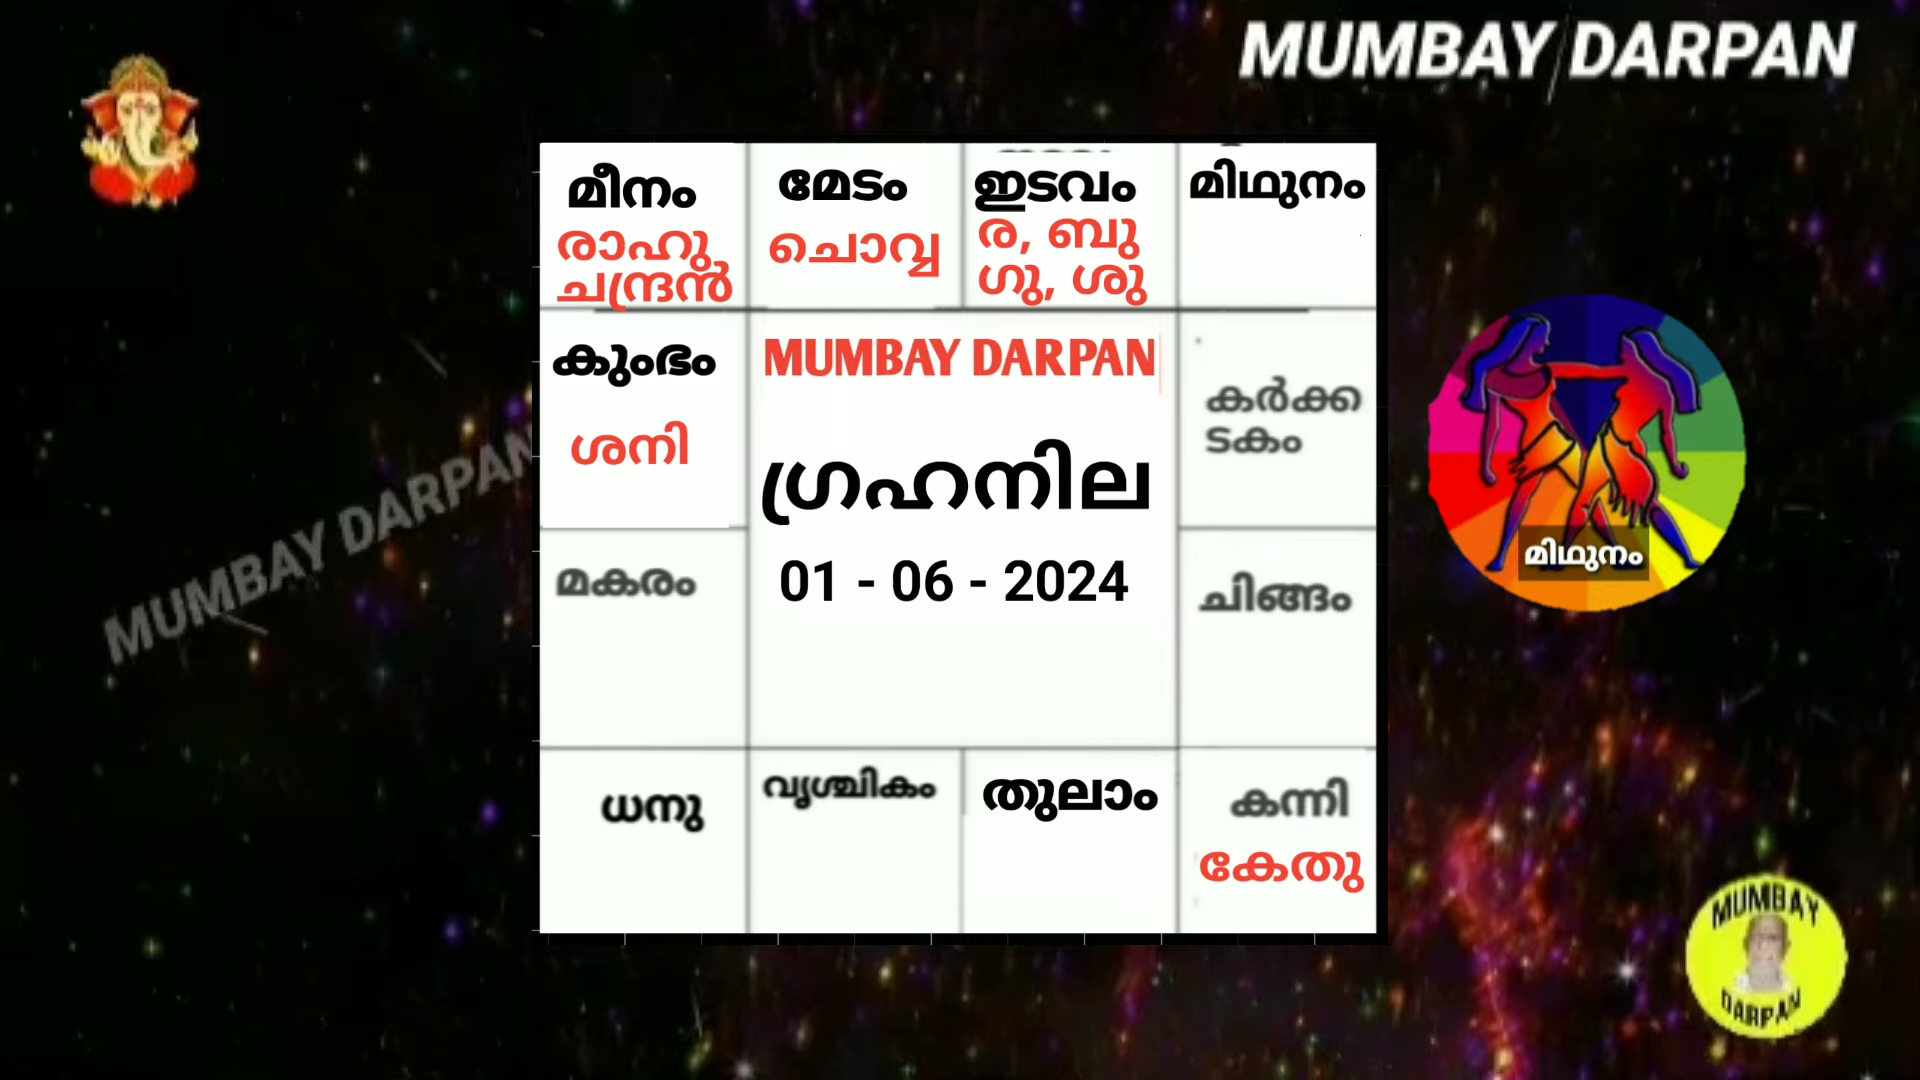 MUMBAY DARPAN
മീനം
രാഹു,
ചന്ദ്രൻ
മേടം
ചൊവ്വ
ഇടവം
ര, ബു
ഗു, ശു
മിഥുനം
കുംഭം
ശനി
MUMBAY DARPAN
ഗ്രഹനില
01 - 06 - 2024
കർക്ക
ടകം
മകരം
ചിങ്ങം
ധനു
വൃശ്ചികം
തുലാം
കന്നി
കേതു
മിഥുനം
MUMBAY DARPAN
MUMBAY
DARPAN